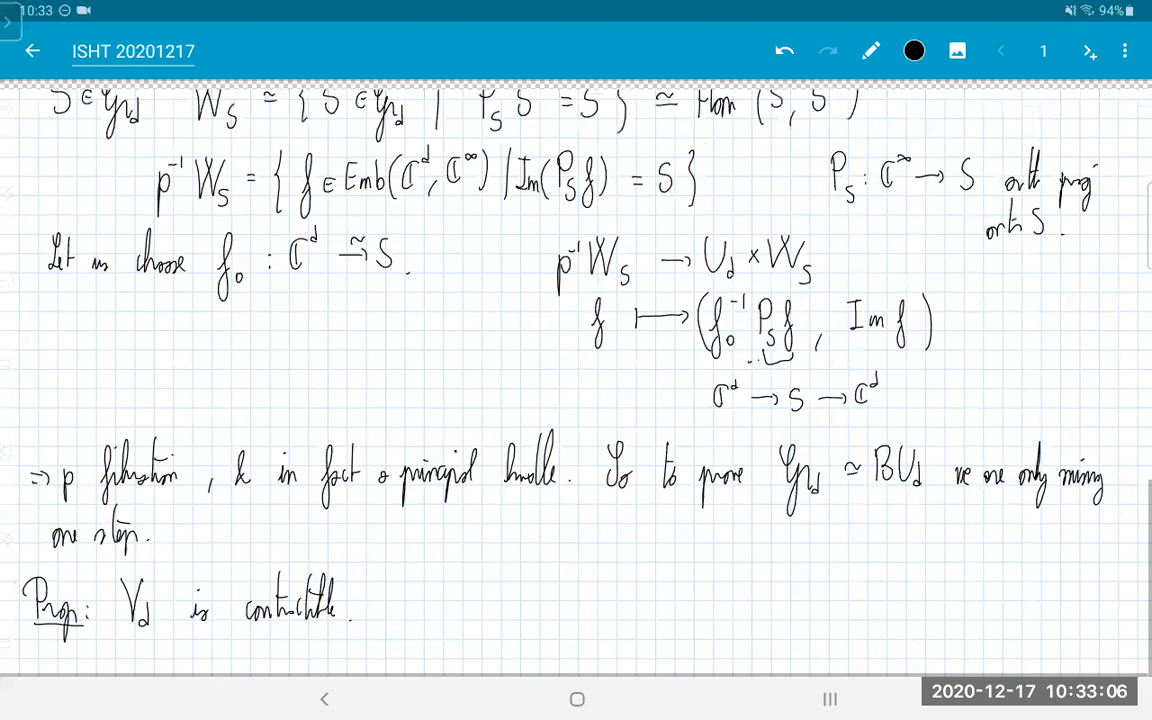 10:33 94%
ISHT 20201217 1
S ∈ Gr_d W_S ≃ { S' ∈ Gr_d | P_S S' = S } ≃ Hom (S, S^⊥)
p^{-1} W_S = { f ∈ Emb(ℂ^d, ℂ^∞) | Im(P_S f) = S } P_S : ℂ^∞ → S orth proj
onto S.
Let us choose f_0 : ℂ^d ≅→ S. p^{-1} W_S → U_d × W_S
f ↦ (f_0^{-1} P_S f, Im f)
ℂ^d → S → ℂ^d
⇒ p fibration, & in fact a principal bundle. So to prove Gr_d ≃ BU_d we are only missing
one step.
Prop: V_d is contractible.
2020-12-17 10:33:06